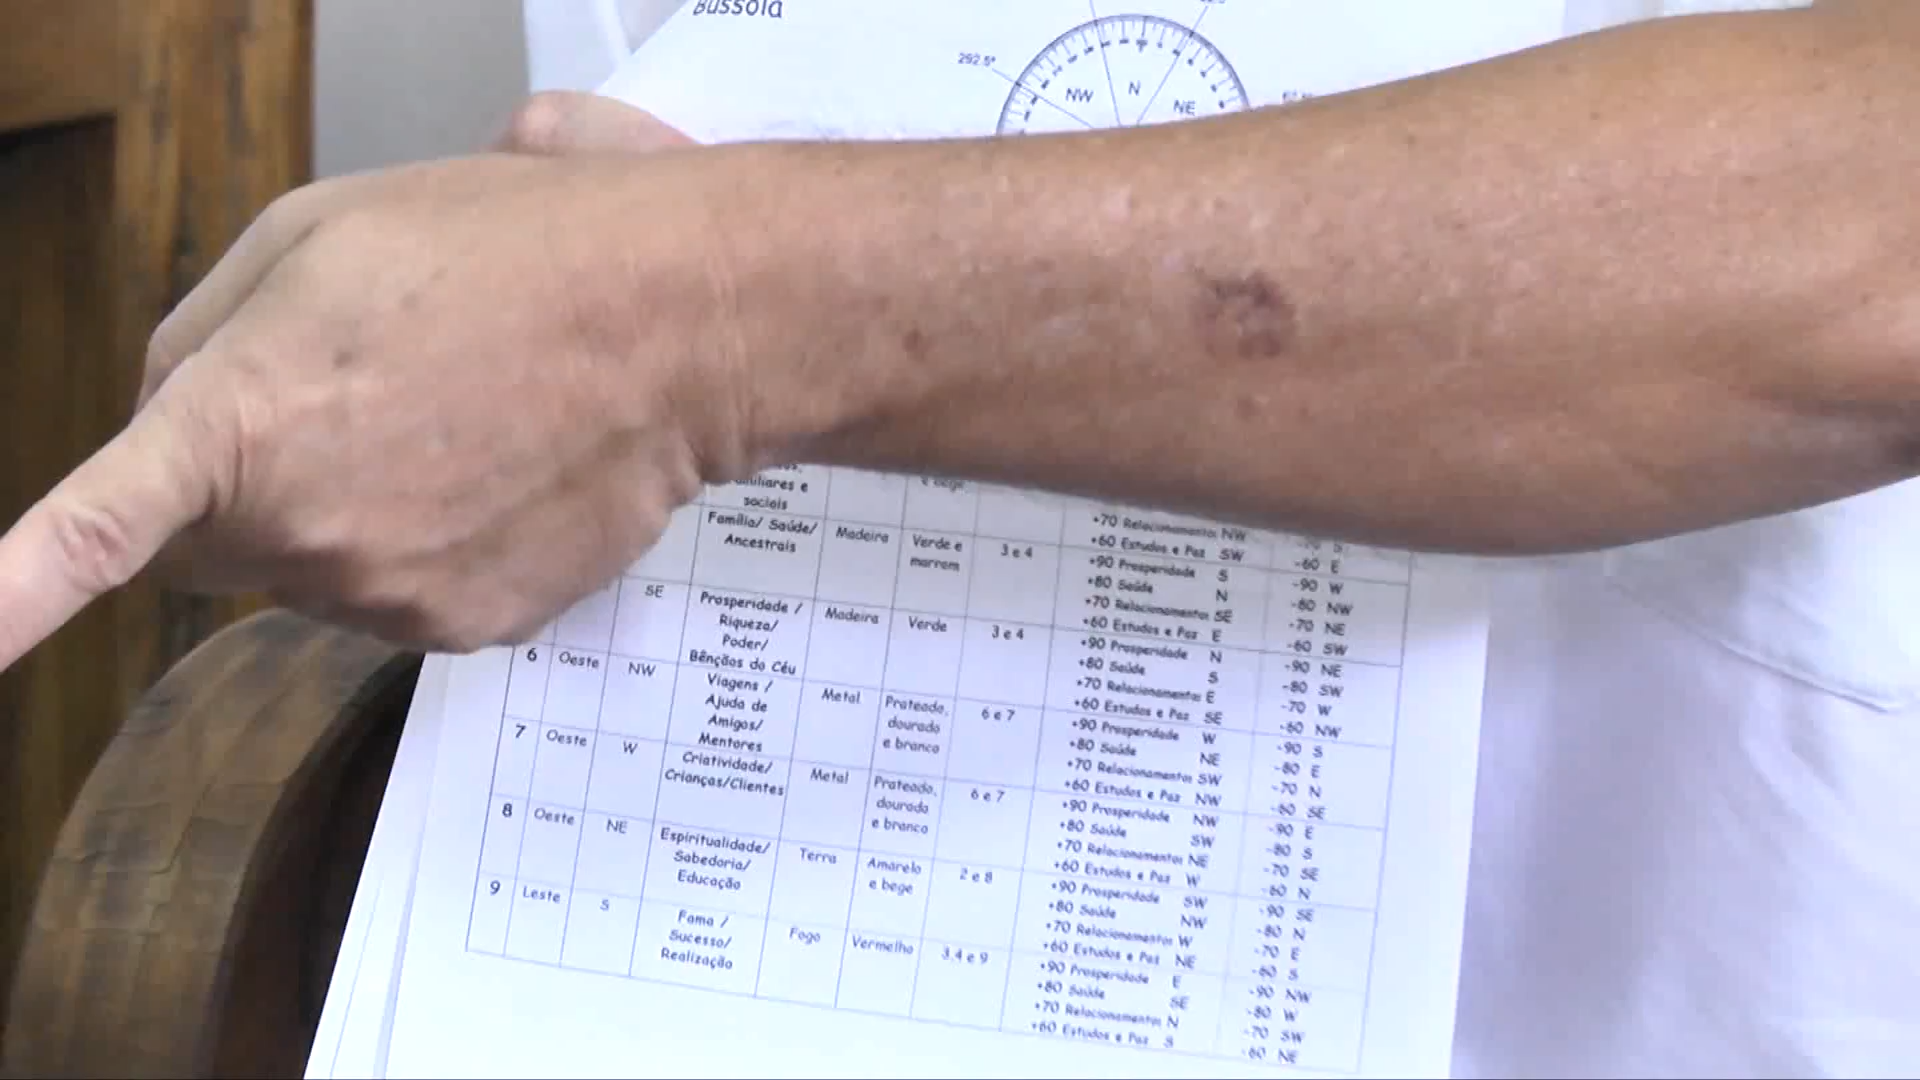 Bússola
292.5°
NW N NE
sociais
+70 Relacionamentos NW
+60 Estudos e Paz SW
-60 E
Família/ Saúde/
Ancestrais
Madeira
Verde e
marrom
3 e 4
+90 Prosperidade S
+80 Saúde N
+70 Relacionamentos SE
+60 Estudos e Paz E
-90 W
-80 NW
-70 NE
-60 SW
SE
Prosperidade /
Riqueza/
Poder/
Bênçãos do Céu
Madeira
Verde
3 e 4
+90 Prosperidade N
+80 Saúde S
+70 Relacionamentos E
+60 Estudos e Paz SE
-90 NE
-80 SW
-70 W
-60 NW
6 Oeste NW
Viagens /
Ajuda de
Amigos/
Mentores
Metal
Prateado,
dourado
e branco
6 e 7
+90 Prosperidade W
+80 Saúde NE
+70 Relacionamentos SW
+60 Estudos e Paz NW
-90 S
-80 E
-70 N
-60 SE
7 Oeste W
Criatividade/
Crianças/Clientes
Metal
Prateado,
dourado
e branco
6 e 7
+90 Prosperidade NW
+80 Saúde SW
+70 Relacionamentos NE
+60 Estudos e Paz W
-90 E
-80 S
-70 SE
-60 N
8 Oeste NE
Espiritualidade/
Sabedoria/
Educação
Terra
Amarelo
e bege
2 e 8
+90 Prosperidade SW
+80 Saúde NW
+70 Relacionamentos W
+60 Estudos e Paz NE
-90 SE
-80 N
-70 E
-60 S
9 Leste S
Fama /
Sucesso/
Realização
Fogo
Vermelho
3,4 e 9
+90 Prosperidade E
+80 Saúde SE
+70 Relacionamentos N
+60 Estudos e Paz S
-90 NW
-80 W
-70 SW
-60 NE